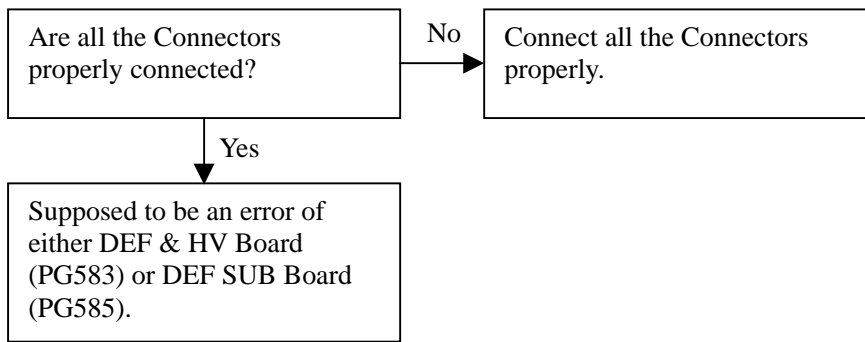 Are all the Connectors
properly connected?
No
Connect all the Connectors
properly.
Yes
Supposed to be an error of
either DEF & HV Board
(PG583) or DEF SUB Board
(PG585).